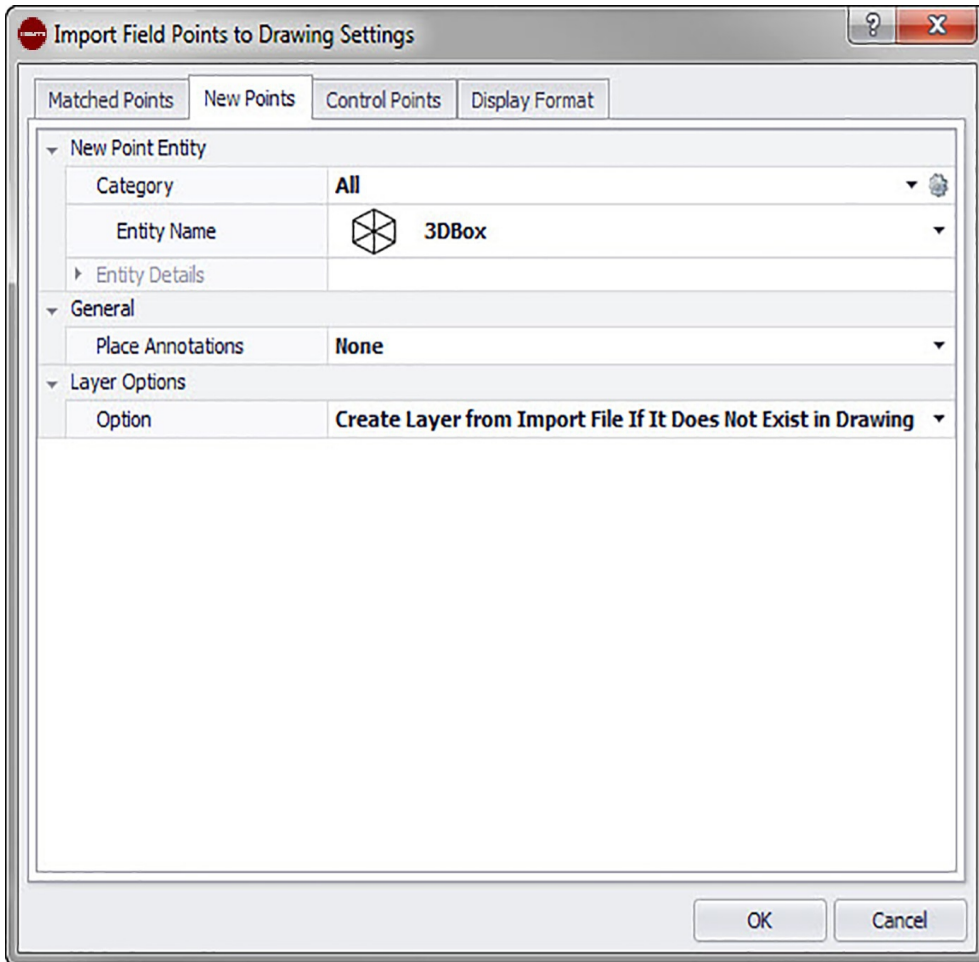 Import Field Points to Drawing Settings
Matched Points New Points Control Points Display Format
New Point Entity
Category All
Entity Name 3DBox
Entity Details
General
Place Annotations None
Layer Options
Option Create Layer from Import File If It Does Not Exist in Drawing
OK Cancel